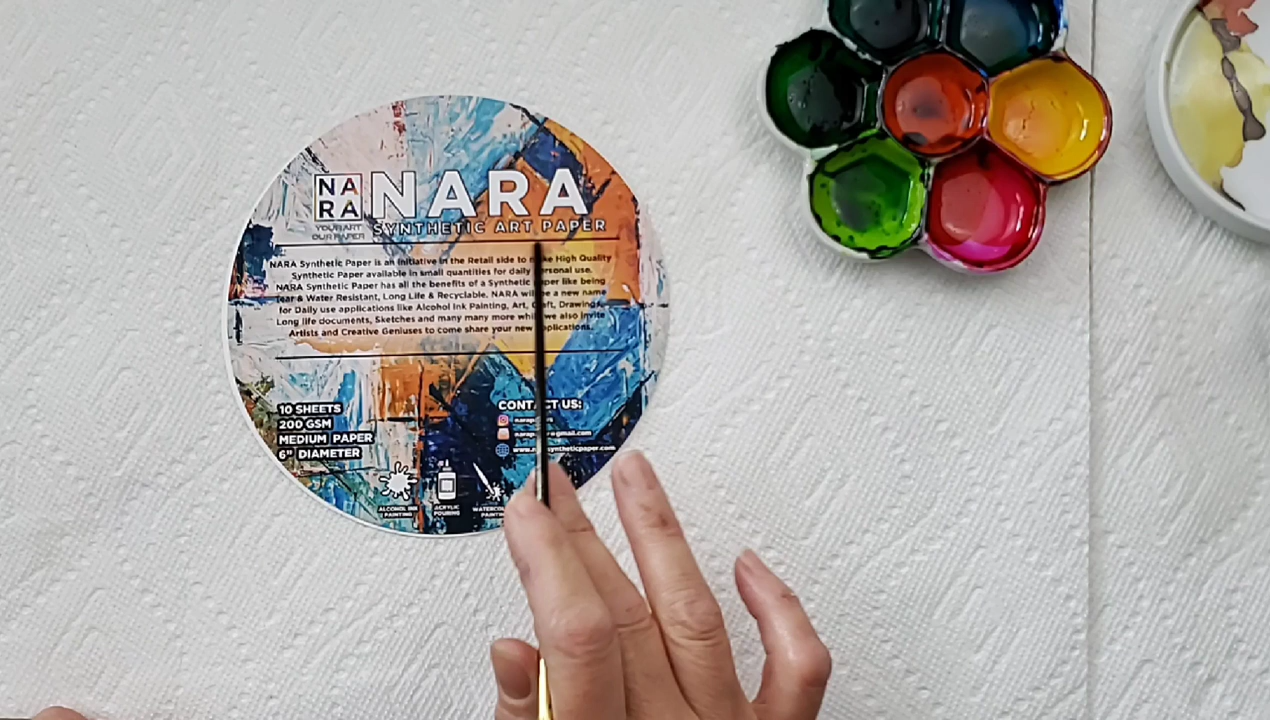 NA
RA
NARA
YOUR ART
OUR PAPER
SYNTHETIC ART PAPER
NARA Synthetic Paper is an initiative in the Retail side to make High Quality
Synthetic Paper available in small quantities for daily personal use.
NARA Synthetic Paper has all the benefits of a Synthetic paper like being
Tear & Water Resistant, Long Life & Recyclable. NARA will be a new name
for Daily use applications like Alcohol Ink Painting, Art, Craft, Drawings,
Long life documents, Sketches and many many more while we also invite
Artists and Creative Geniuses to come share your new applications.
10 SHEETS
200 GSM
MEDIUM PAPER
6" DIAMETER
CONTACT US:
ALCOHOL INK
PAINTING
ACRYLIC
POURING